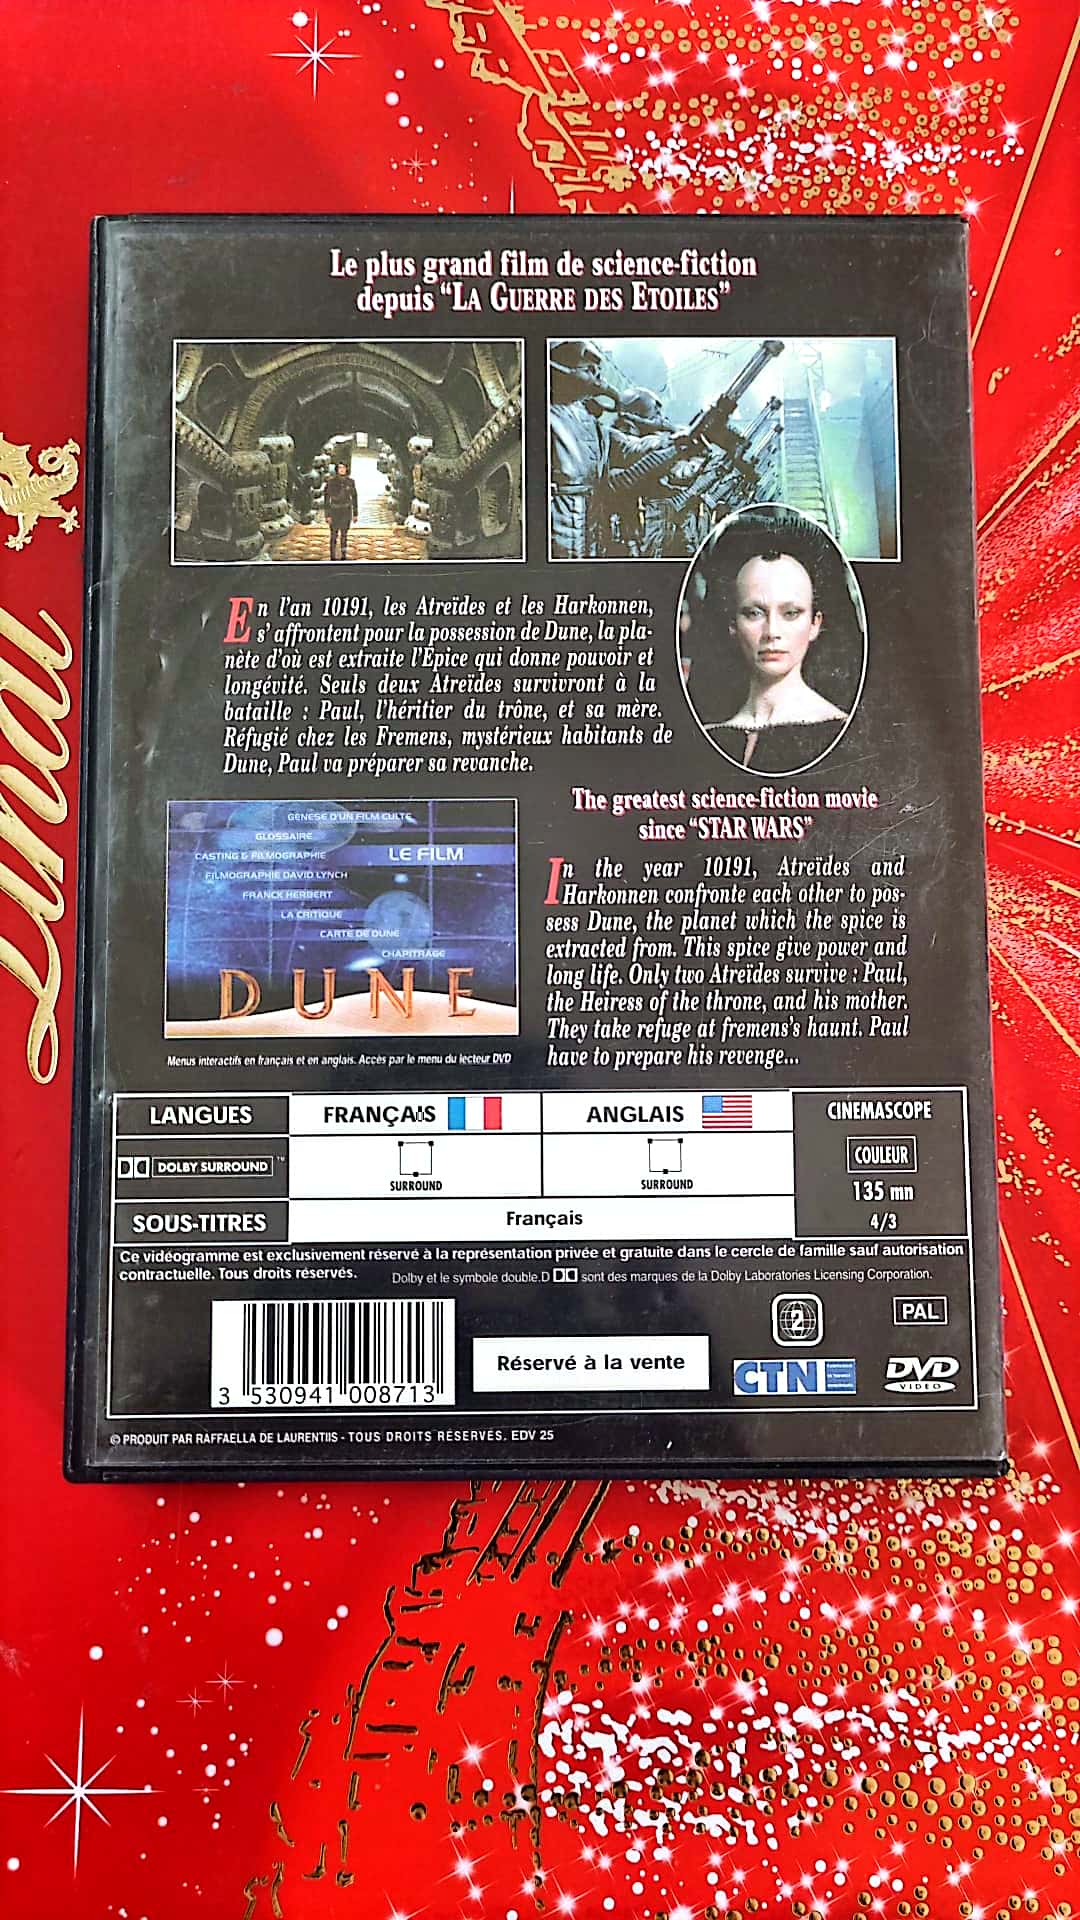 Le plus grand film de science-fiction
depuis "LA GUERRE DES ETOILES"
En l'an 10191, les Atreïdes et les Harkonnen,
s'affrontent pour la possession de Dune, la pla-
nète d'où est extraite l'Epice qui donne pouvoir et
longévité. Seuls deux Atreïdes survivront à la
bataille : Paul, l'héritier du trône, et sa mère.
Réfugié chez les Fremens, mystérieux habitants de
Dune, Paul va préparer sa revanche.
The greatest science-fiction movie
since "STAR WARS"
In the year 10191, Atreïdes and
Harkonnen confronte each other to pos-
sess Dune, the planet which the spice is
extracted from. This spice give power and
long life. Only two Atreïdes survive : Paul,
the Heiress of the throne, and his mother.
They take refuge at fremens's haunt. Paul
have to prepare his revenge...
GENÈSE D'UN FILM CULTE
GLOSSAIRE
CASTING & FILMOGRAPHIE
LE FILM
FILMOGRAPHIE DAVID LYNCH
FRANCK HERBERT
LA CRITIQUE
CARTE DE DUNE
CHAPITRAGE
DUNE
Menus interactifs en français et en anglais. Accès par le menu du lecteur DVD
LANGUES
FRANÇAIS
ANGLAIS
CINEMASCOPE
DOLBY SURROUND ™
SURROUND
SURROUND
COULEUR
135 mn
4/3
SOUS-TITRES
Français
Ce vidéogramme est exclusivement réservé à la représentation privée et gratuite dans le cercle de famille sauf autorisation
contractuelle. Tous droits réservés.
Dolby et le symbole double.D sont des marques de la Dolby Laboratories Licensing Corporation.
3 530941 008713
Réservé à la vente
2
PAL
CTN
DVD
VIDEO
© PRODUIT PAR RAFFAELLA DE LAURENTIIS - TOUS DROITS RÉSERVÉS. EDV 25
Lindt